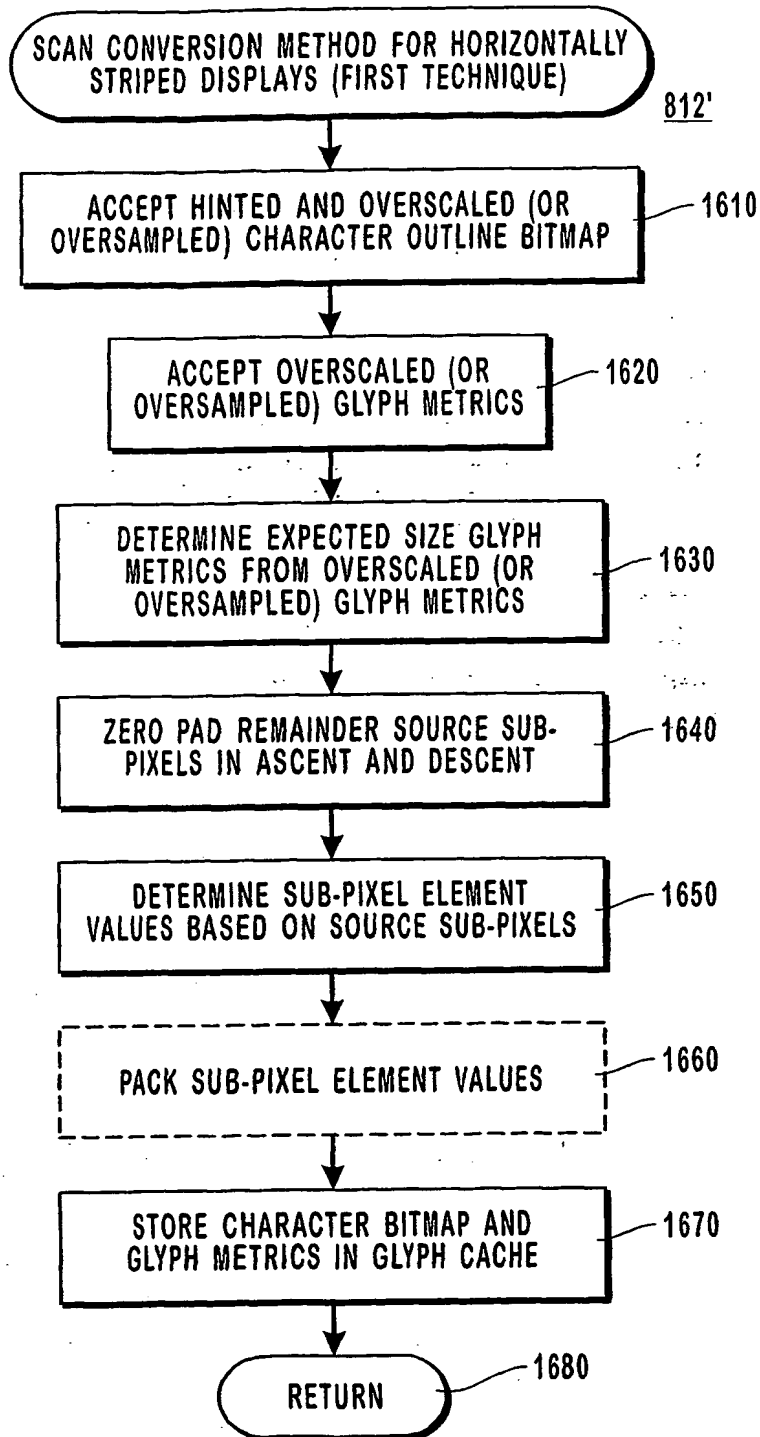 SCAN CONVERSION METHOD FOR HORIZONTALLY
STRIPED DISPLAYS (FIRST TECHNIQUE)
812'
ACCEPT HINTED AND OVERSCALED (OR
OVERSAMPLED) CHARACTER OUTLINE BITMAP
1610
ACCEPT OVERSCALED (OR
OVERSAMPLED) GLYPH METRICS
1620
DETERMINE EXPECTED SIZE GLYPH
METRICS FROM OVERSCALED (OR
OVERSAMPLED) GLYPH METRICS
1630
ZERO PAD REMAINDER SOURCE SUB-
PIXELS IN ASCENT AND DESCENT
1640
DETERMINE SUB-PIXEL ELEMENT
VALUES BASED ON SOURCE SUB-PIXELS
1650
PACK SUB-PIXEL ELEMENT VALUES
1660
STORE CHARACTER BITMAP AND
GLYPH METRICS IN GLYPH CACHE
1670
RETURN
1680